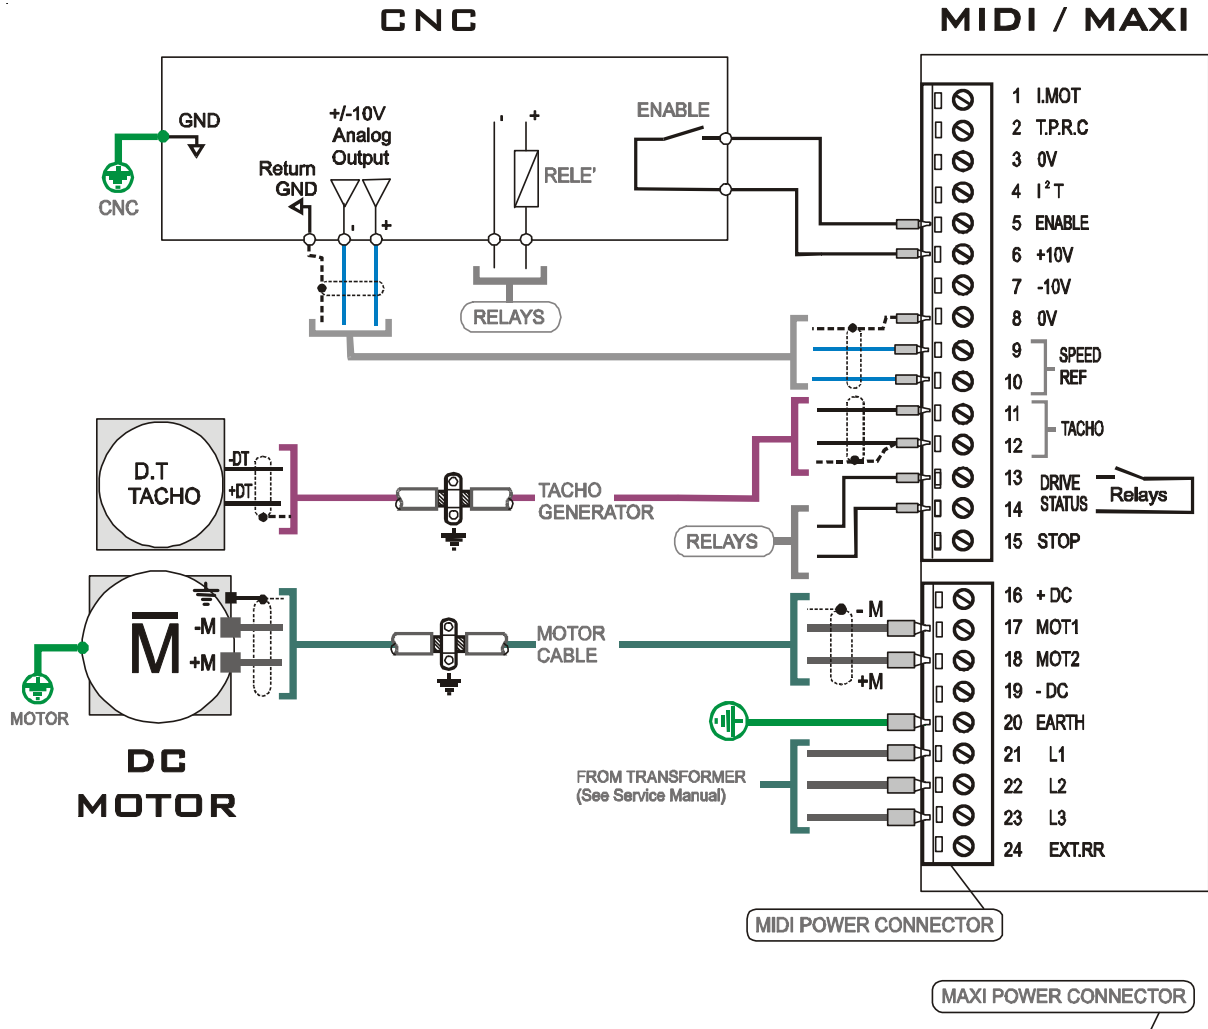 CNC
MIDI / MAXI
GND
CNC
+/-10V
Analog
Output
Return
GND
- +
- +
RELE'
ENABLE
RELAYS
1 I.MOT
2 T.P.R.C
3 0V
4 I²T
5 ENABLE
6 +10V
7 -10V
8 0V
9
10
SPEED
REF
11
12
TACHO
13
14
DRIVE
STATUS
Relays
15 STOP
D.T
TACHO
-DT
+DT
TACHO
GENERATOR
RELAYS
M
-M
+M
MOTOR
MOTOR
CABLE
- M
+M
DC
MOTOR
FROM TRANSFORMER
(See Service Manual)
16 + DC
17 MOT1
18 MOT2
19 - DC
20 EARTH
21 L1
22 L2
23 L3
24 EXT.RR
MIDI POWER CONNECTOR
MAXI POWER CONNECTOR